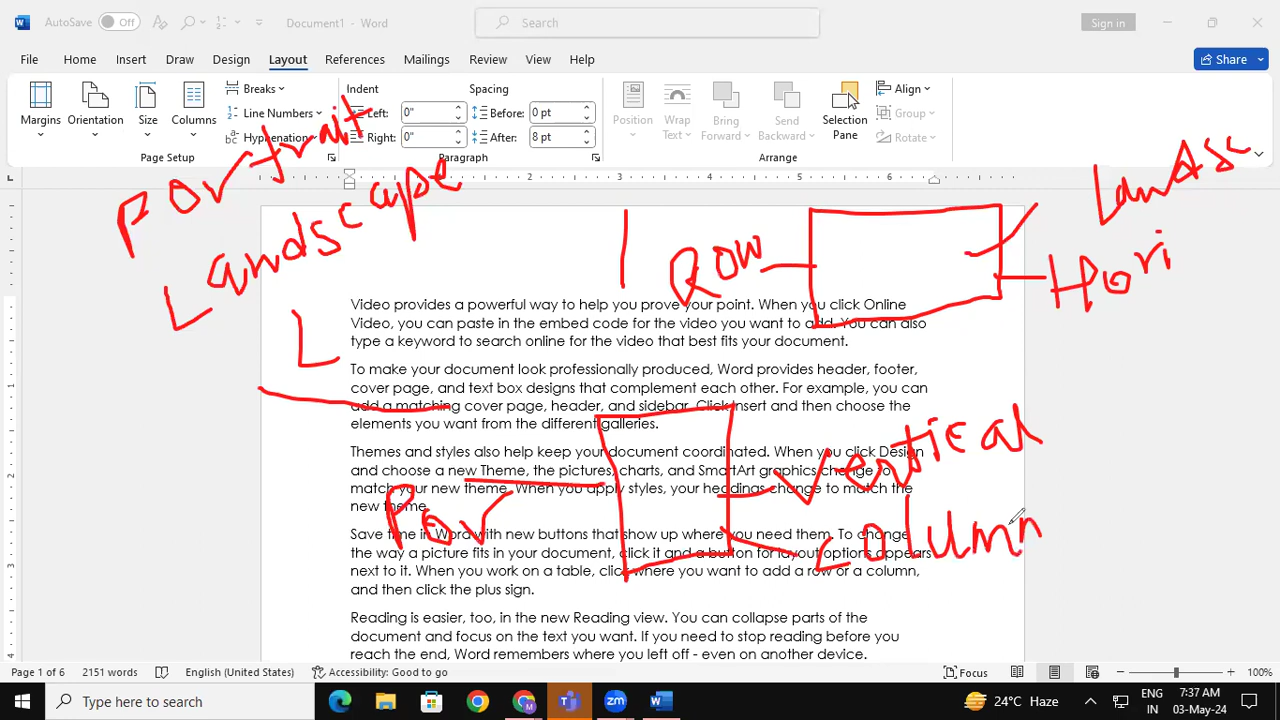 AutoSave Off Document1 - Word Search Sign in
File Home Insert Draw Design Layout References Mailings Review View Help Share
Margins Orientation Size Columns
Breaks
Line Numbers
Hyphenation
Page Setup
Indent Spacing
Left: 0" Before: 0 pt
Right: 0" After: 8 pt
Paragraph
Position Wrap Text Bring Forward Send Backward Selection Pane
Align
Group
Rotate
Arrange
Portrait
Landscape
L
Row
Landsc
Hori
Video provides a powerful way to help you prove your point. When you click Online
Video, you can paste in the embed code for the video you want to add. You can also
type a keyword to search online for the video that best fits your document.
To make your document look professionally produced, Word provides header, footer,
cover page, and text box designs that complement each other. For example, you can
add a matching cover page, header, and sidebar. Click Insert and then choose the
elements you want from the different galleries.
Themes and styles also help keep your document coordinated. When you click Design
and choose a new Theme, the pictures, charts, and SmartArt graphics change to
match your new theme. When you apply styles, your headings change to match the
new theme.
Por
Vertical
Column
Save time in Word with new buttons that show up where you need them. To change
the way a picture fits in your document, click it and a button for layout options appears
next to it. When you work on a table, click where you want to add a row or a column,
and then click the plus sign.
Reading is easier, too, in the new Reading view. You can collapse parts of the
document and focus on the text you want. If you need to stop reading before you
reach the end, Word remembers where you left off - even on another device.
Page 1 of 6 2151 words English (United States) Accessibility: Good to go Focus 100%
Type here to search 24°C Haze ENG IN 7:37 AM 03-May-24